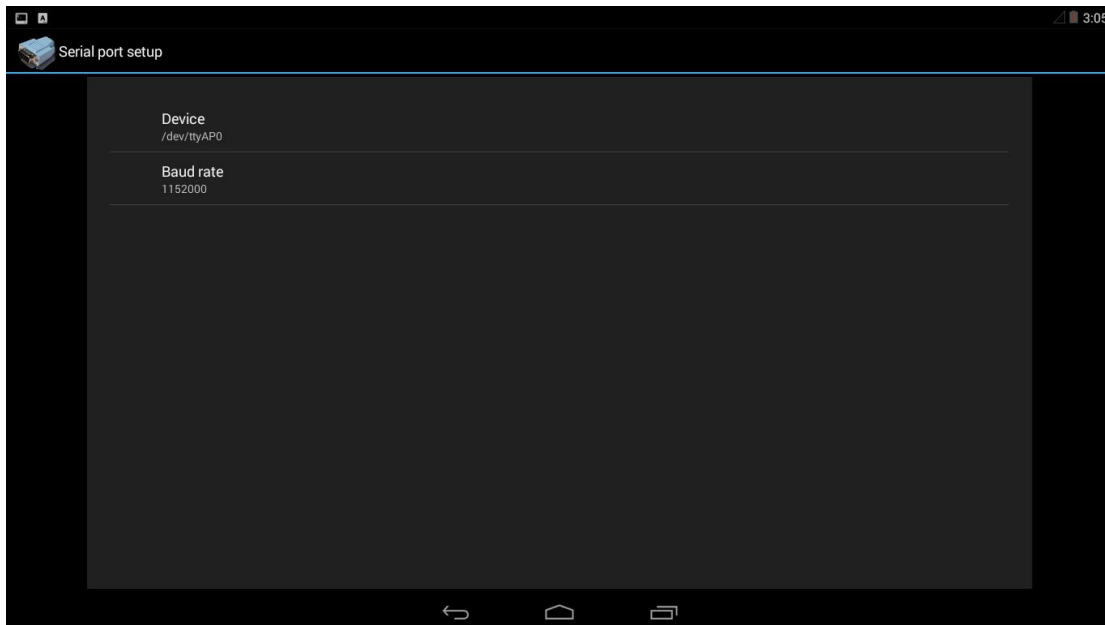 A
3:05
Serial port setup
Device
/dev/ttyAP0
Baud rate
1152000